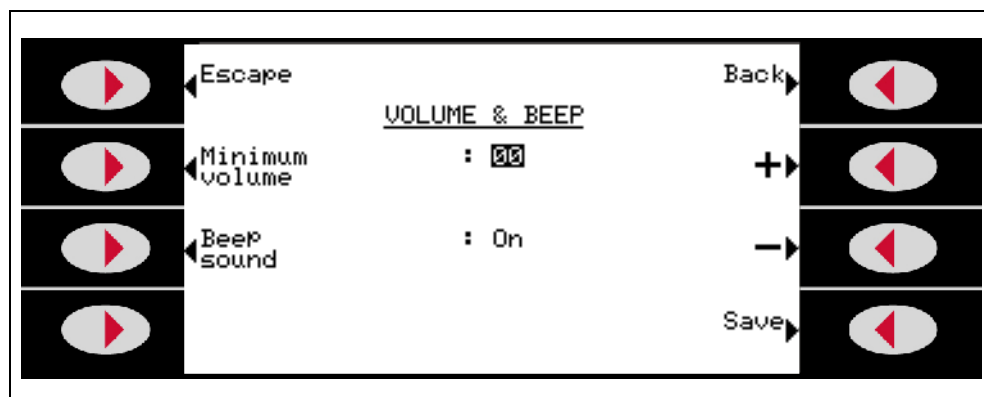 Escape Back
VOLUME & BEEP
Minimum volume : 00 +
Beep sound : On −
Save